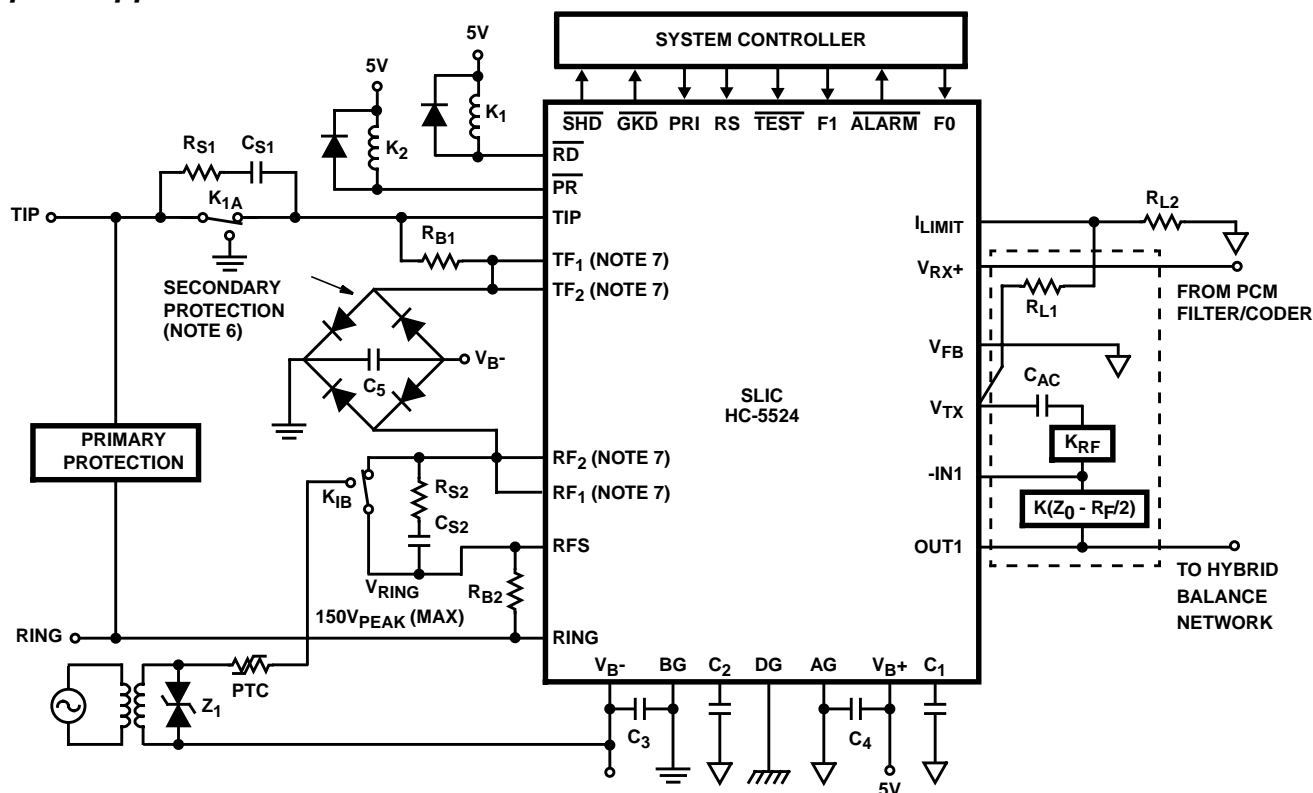 SYSTEM CONTROLLER
5V
5V
K1
K2
SHD GKD PRI RS TEST F1 ALARM F0
RS1 CS1
RD
PR
K1A
TIP
TIP
RB1
TF1 (NOTE 7)
TF2 (NOTE 7)
SECONDARY
PROTECTION
(NOTE 6)
VB-
C5
PRIMARY
PROTECTION
SLIC
HC-5524
ILIMIT
RL2
VRX+
RL1
FROM PCM
FILTER/CODER
VFB
CAC
VTX
KRF
-IN1
K(Z0 - RF/2)
OUT1
TO HYBRID
BALANCE
NETWORK
RF2 (NOTE 7)
KIB
RS2
RF1 (NOTE 7)
CS2
RFS
VRING
RB2
150VPEAK (MAX)
RING
RING
VB- BG C2 DG AG VB+ C1
PTC
Z1
C3
C4
5V